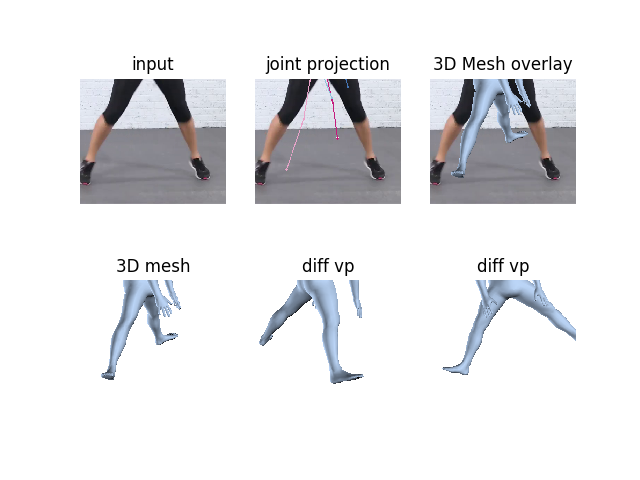 input
joint projection
3D Mesh overlay
3D mesh
diff vp
diff vp